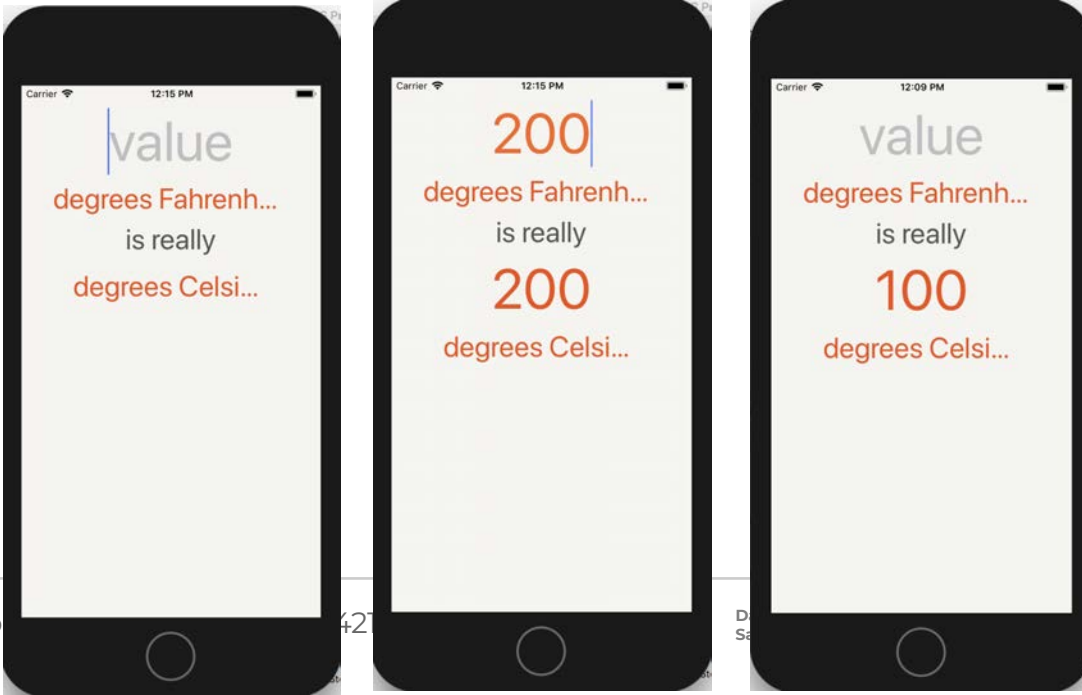 Carrier 12:15 PM
value
degrees Fahrenh...
is really
degrees Celsi...
Carrier 12:15 PM
200
degrees Fahrenh...
is really
200
degrees Celsi...
Carrier 12:09 PM
value
degrees Fahrenh...
is really
100
degrees Celsi...